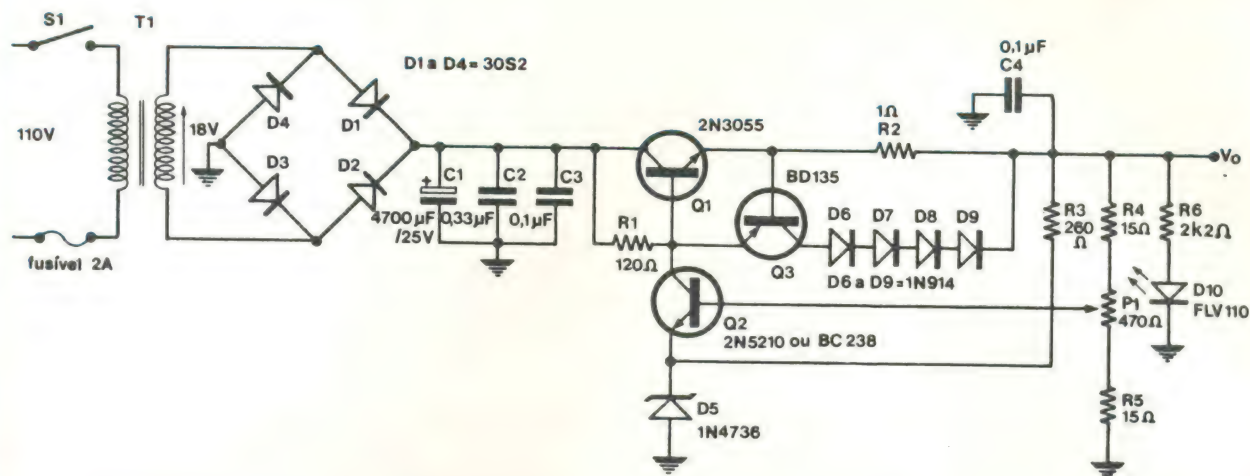 S1
T1
110V
18V
fusível 2A
D4
D1
D3
D2
D1 a D4 = 30S2
C1
+
4700µF
/25V
C2
0,33µF
C3
0,1µF
2N3055
Q1
R1
120Ω
BD135
Q3
D6
D7
D8
D9
D6 a D9 = 1N914
Q2
2N5210 ou BC 238
D5
1N4736
1Ω
R2
0,1µF
C4
Vo
R3
260
Ω
R4
15Ω
R6
2k2Ω
P1
470Ω
D10
FLV110
R5
15Ω